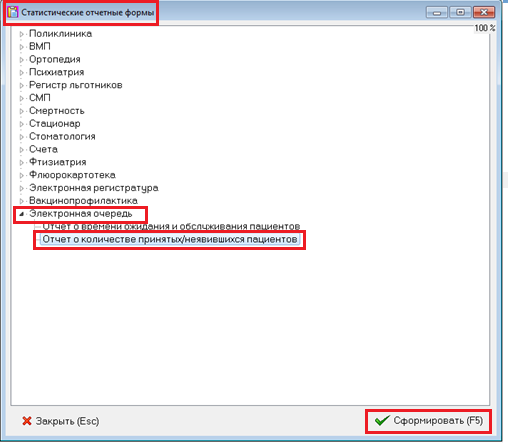 Статистические отчетные формы
100 %
Поликлиника
ВМП
Ортопедия
Психиатрия
Регистр льготников
СМП
Смертность
Стационар
Стоматология
Счета
Фтизиатрия
Флюорокартотека
Электронная регистратура
Вакцинопрофилактика
Электронная очередь
Отчет о времени ожидания и обслуживания пациентов
Отчет о количестве принятых/неявившихся пациентов
Закрыть (Esc)
Сформировать (F5)